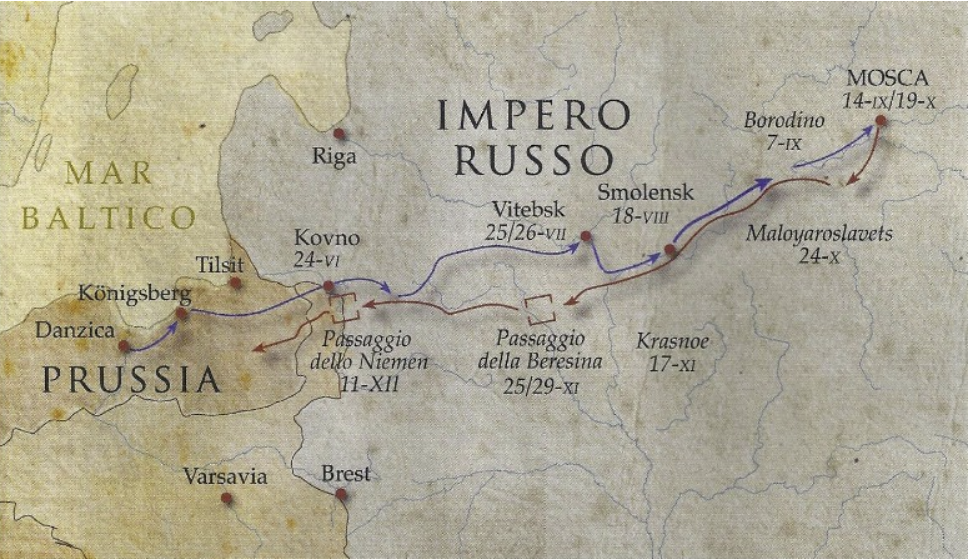 MOSCA
14-IX/19-X
IMPERO
RUSSO
Borodino
7-IX
Riga
MAR
BALTICO
Smolensk
18-VIII
Vitebsk
25/26-VII
Kovno
24-VI
Maloyaroslavets
24-X
Tilsit
Königsberg
Danzica
PRUSSIA
Passaggio
dello Niemen
11-XII
Passaggio
della Beresina
25/29-XI
Krasnoe
17-XI
Varsavia
Brest